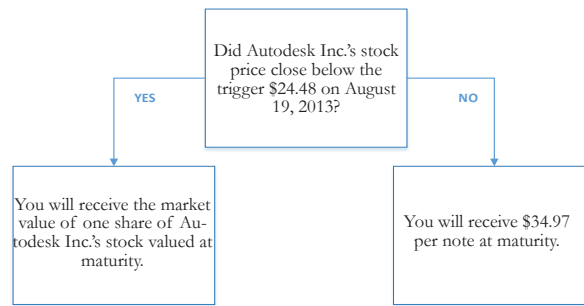 Did Autodesk Inc.'s stock
price close below the
trigger $24.48 on August
19, 2013?
YES
NO
You will receive the market
value of one share of Au-
todesk Inc.'s stock valued at
maturity.
You will receive $34.97
per note at maturity.